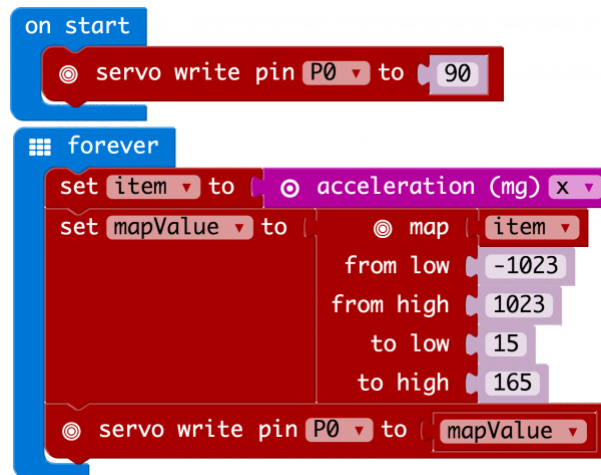 on start
servo write pin P0 to 90
forever
set item to acceleration (mg) x
set mapValue to map item
from low -1023
from high 1023
to low 15
to high 165
servo write pin P0 to mapValue